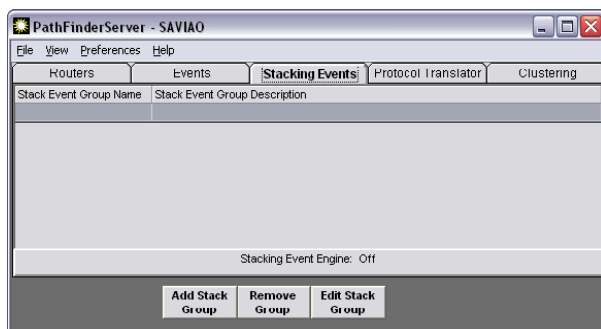 PathFinderServer - SAVIAO
File View Preferences Help
Routers Events Stacking Events Protocol Translator Clustering
Stack Event Group Name Stack Event Group Description
Stacking Event Engine: Off
Add Stack Group Remove Group Edit Stack Group